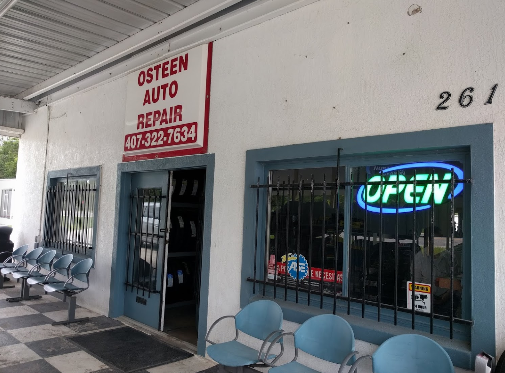 OSTEEN
AUTO
REPAIR
407-322-7634
261
OPEN